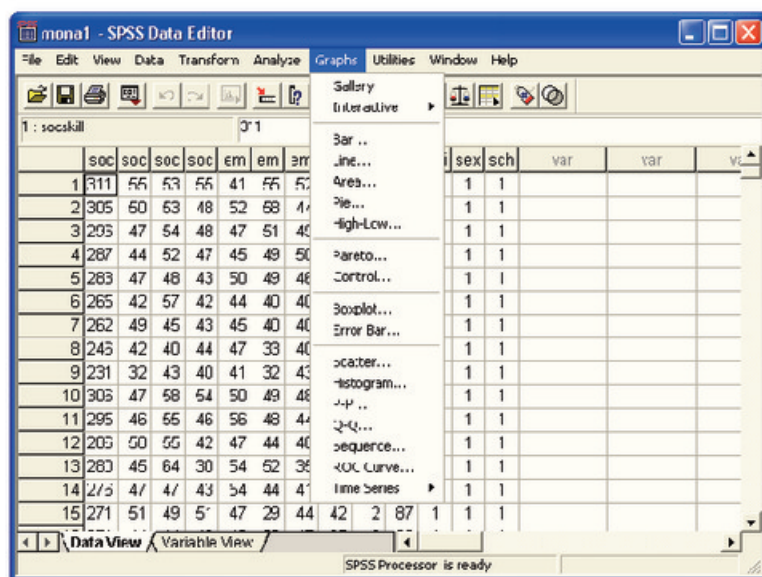 mona1 - SPSS Data Editor
File Edit View Data Transform Analyze Graphs Utilities Window Help
1 : socskill
Gallery
Interactive
Bar ...
Line...
Area...
Pie...
High-Low...
Pareto...
Control...
Boxplot...
Error Bar...
Scatter...
Histogram...
P-P ...
Q-Q...
Sequence...
ROC Curve...
Time Series
soc soc soc soc em em em sex sch var var va
1 311 55 53 55 41 55 1 1
2 305 60 63 48 52 58 1 1
3 47 54 48 47 51 1 1
4 287 44 52 47 45 49 50 1 1
5 283 47 48 43 50 49 1 1
6 265 42 57 42 44 40 1 1
7 262 49 45 43 45 40 1 1
8 42 40 44 47 33 1 1
9 231 32 43 40 41 32 43 1 1
10 47 58 54 50 49 48 1 1
11 295 46 55 46 56 48 1 1
12 42 47 44 1 1
13 45 64 30 54 52 1 1
14 47 47 43 54 44 1 1
15 271 51 49 51 47 29 44 42 2 87 1 1 1
Data View Variable View
SPSS Processor is ready